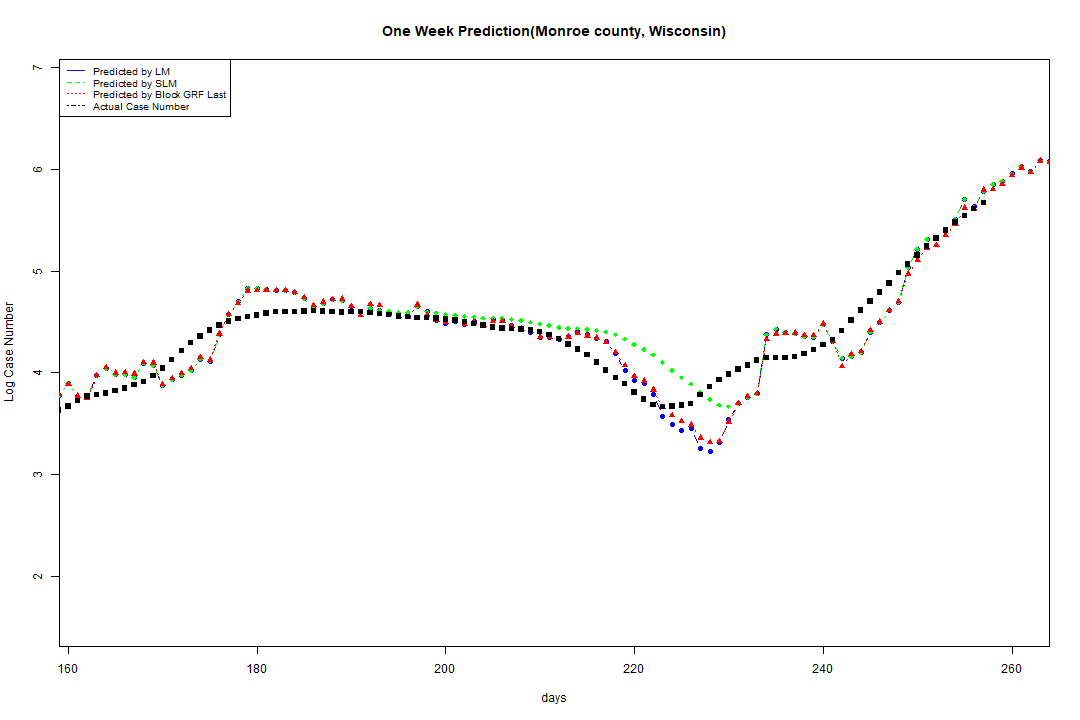 One Week Prediction(Monroe county, Wisconsin)
Predicted by LM
Predicted by SLM
Predicted by Block GRF Last
Actual Case Number
7
6
5
4
3
2
Log Case Number
160 180 200 220 240 260
days